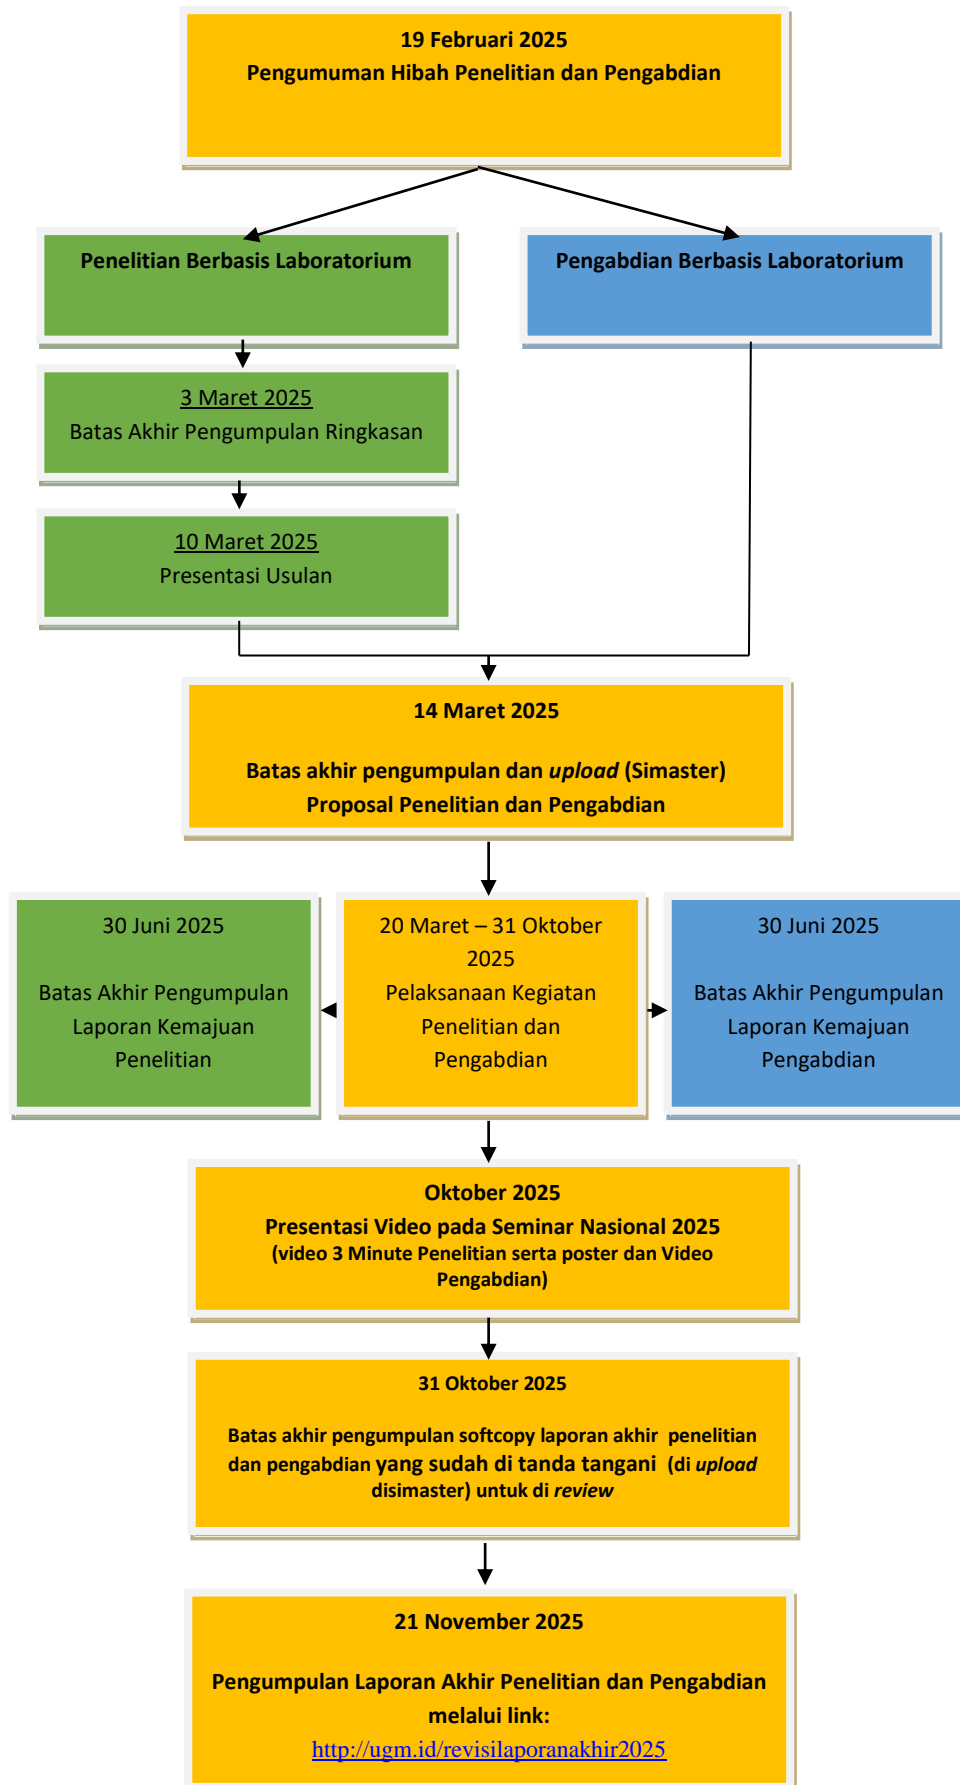 19 Februari 2025
Pengumuman Hibah Penelitian dan Pengabdian
Penelitian Berbasis Laboratorium
Pengabdian Berbasis Laboratorium
3 Maret 2025
Batas Akhir Pengumpulan Ringkasan
10 Maret 2025
Presentasi Usulan
14 Maret 2025
Batas akhir pengumpulan dan upload (Simaster)
Proposal Penelitian dan Pengabdian
30 Juni 2025
Batas Akhir Pengumpulan
Laporan Kemajuan
Penelitian
20 Maret – 31 Oktober
2025
Pelaksanaan Kegiatan
Penelitian dan
Pengabdian
30 Juni 2025
Batas Akhir Pengumpulan
Laporan Kemajuan
Pengabdian
Oktober 2025
Presentasi Video pada Seminar Nasional 2025
(video 3 Minute Penelitian serta poster dan Video
Pengabdian)
31 Oktober 2025
Batas akhir pengumpulan softcopy laporan akhir penelitian
dan pengabdian yang sudah di tanda tangani (di upload
disimaster) untuk di review
21 November 2025
Pengumpulan Laporan Akhir Penelitian dan Pengabdian
melalui link:
http://ugm.id/revisilaporanakhir2025